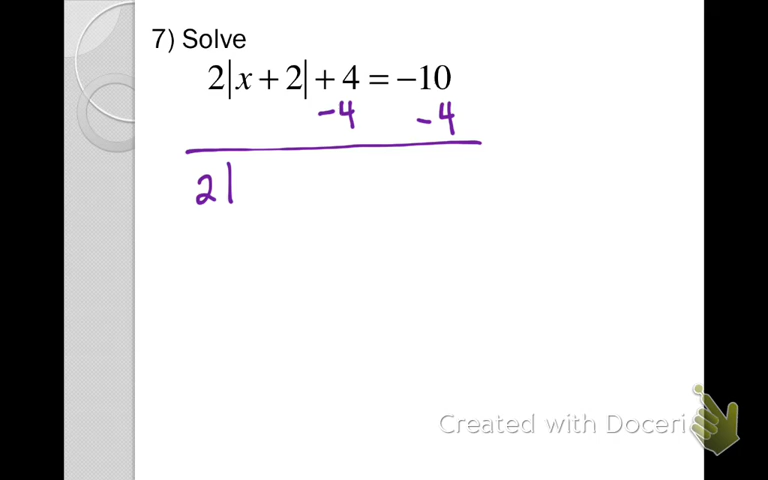 7) Solve
2|x + 2| + 4 = −10
−4 −4
2|
Created with Doceri